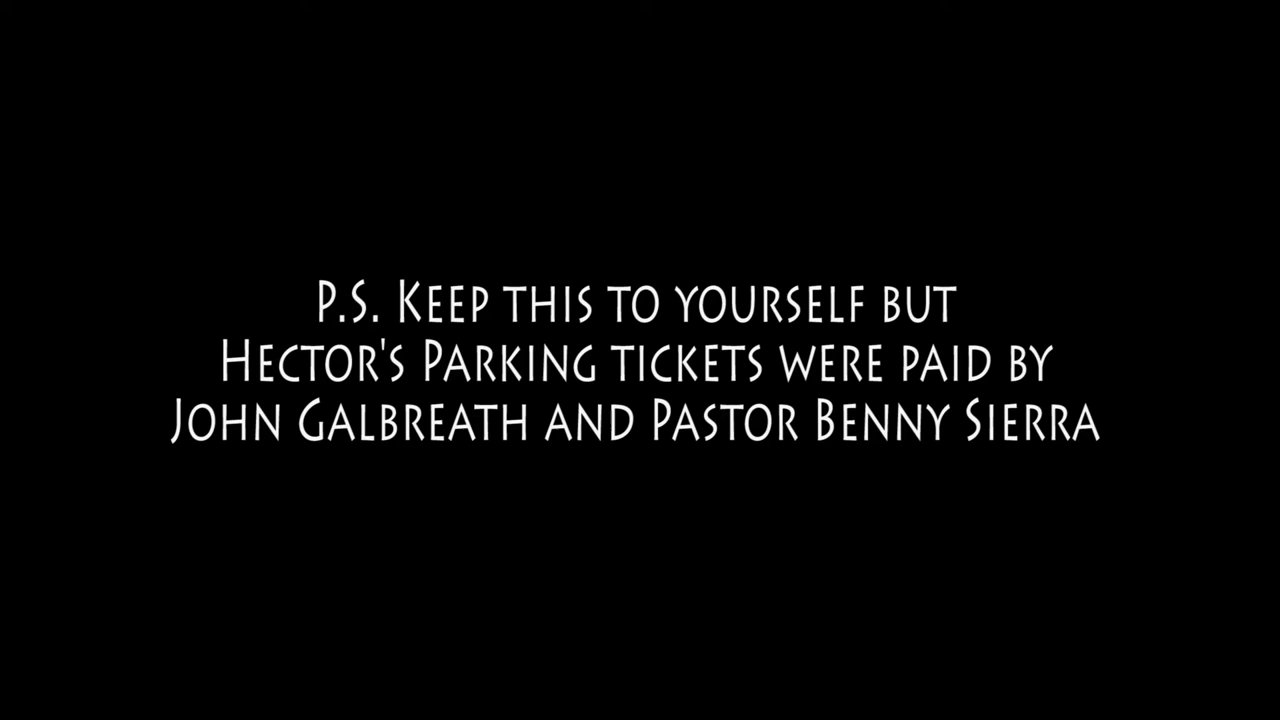 P.S. Keep this to yourself but
Hector's Parking tickets were paid by
John Galbreath and Pastor Benny Sierra